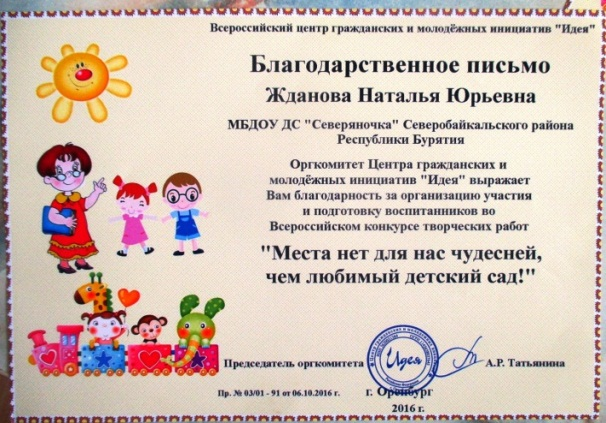 Всероссийский центр гражданских и молодёжных инициатив "Идея"
Благодарственное письмо
Жданова Наталья Юрьевна
МБДОУ ДС "Северяночка" Северобайкальского района
Республики Бурятия
Оргкомитет Центра гражданских и
молодёжных инициатив "Идея" выражает
Вам благодарность за организацию участия
и подготовку воспитанников во
Всероссийском конкурсе творческих работ
"Места нет для нас чудесней,
чем любимый детский сад!"
Председатель оргкомитета
Идея
А.Р. Татьянина
Пр. № 03/01 - 91 от 06.10.2016 г.
г. Оренбург
2016 г.